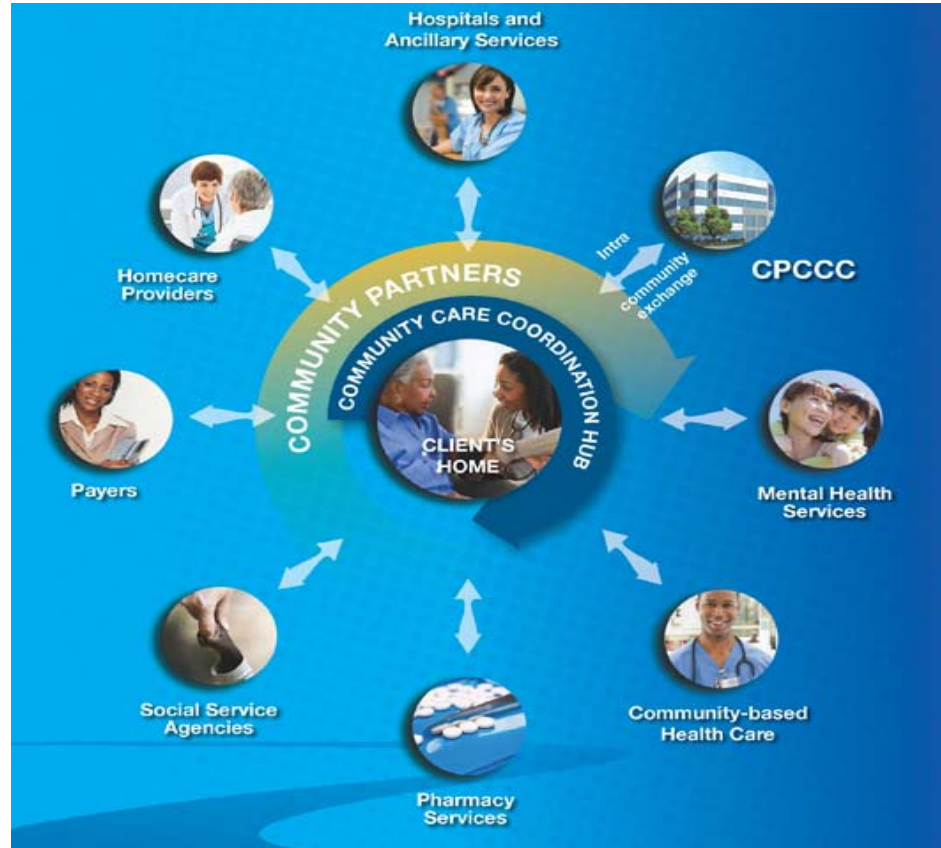 Hospitals and
Ancillary Services
Homecare
Providers
Intra
community
exchange
CPCCC
COMMUNITY PARTNERS
COMMUNITY CARE COORDINATION HUB
CLIENT'S
HOME
Payers
Mental Health
Services
Social Service
Agencies
Community-based
Health Care
Pharmacy
Services